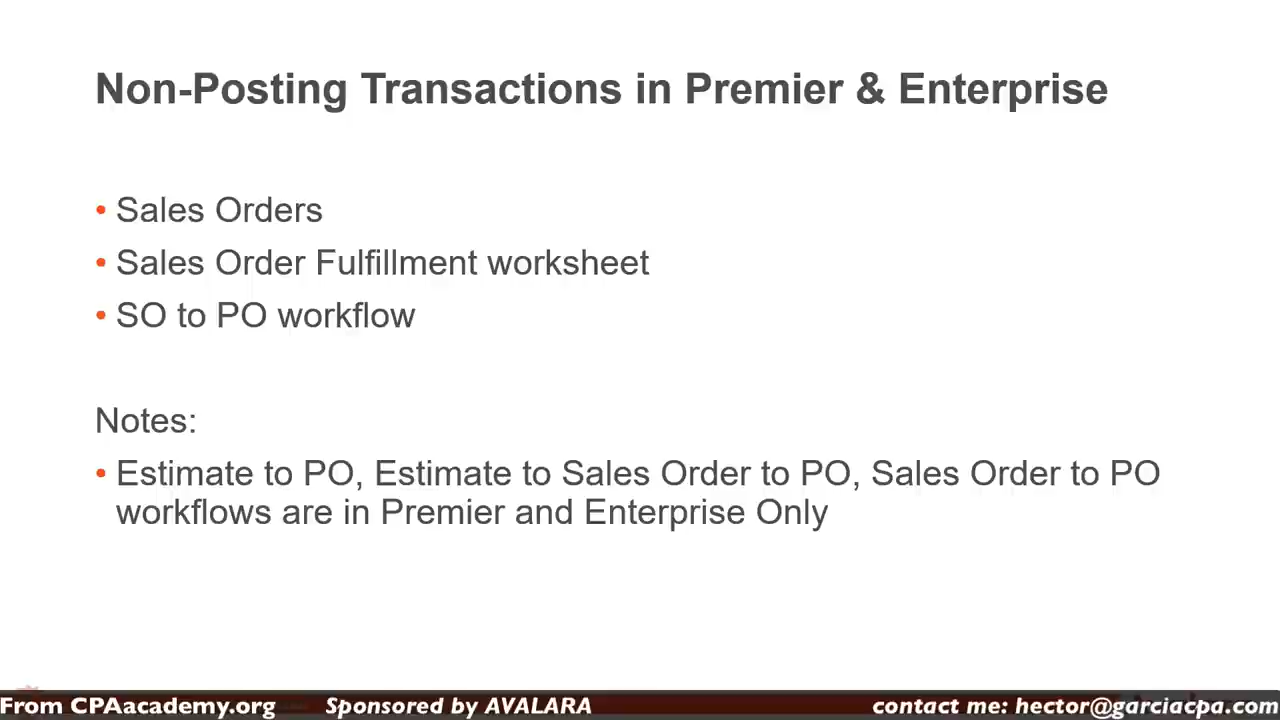 Non-Posting Transactions in Premier & Enterprise
• Sales Orders
• Sales Order Fulfillment worksheet
• SO to PO workflow
Notes:
• Estimate to PO, Estimate to Sales Order to PO, Sales Order to PO
workflows are in Premier and Enterprise Only
From CPAacademy.org Sponsored by AVALARA contact me: hector@garciacpa.com